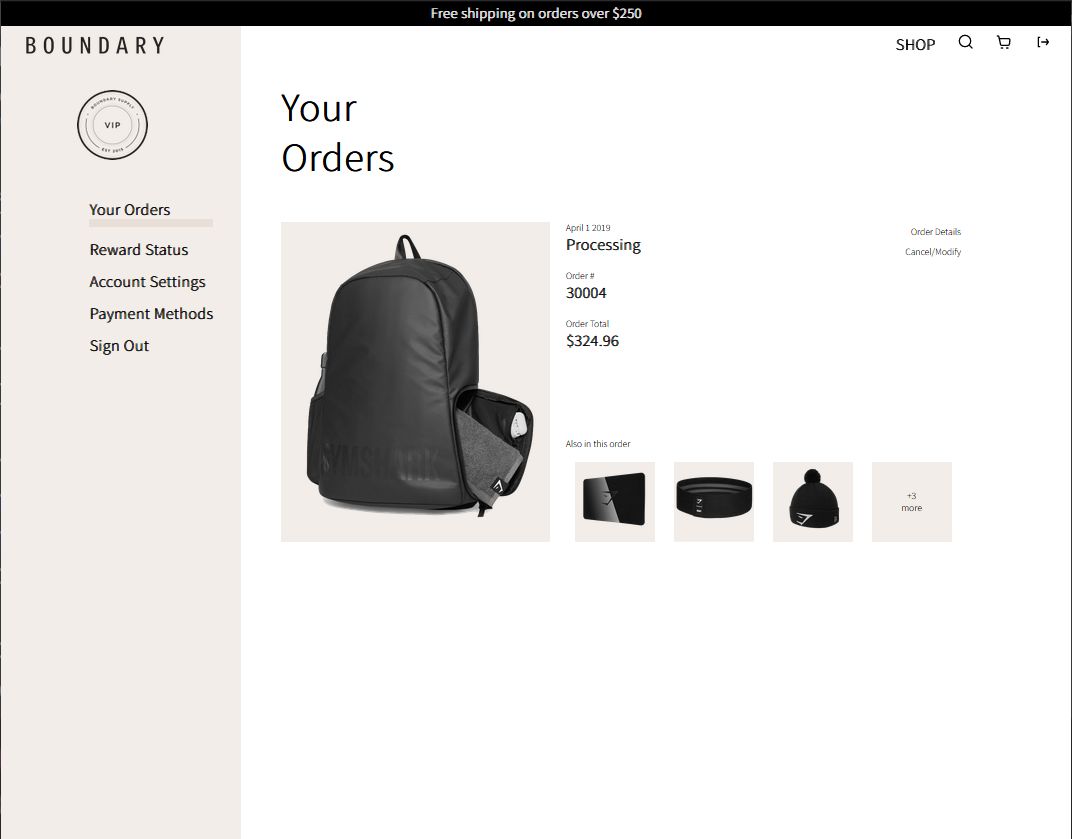 Free shipping on orders over $250
BOUNDARY
SHOP
BOUNDARY SUPPLY
VIP
EST 2015
Your
Orders
Your Orders
Reward Status
Account Settings
Payment Methods
Sign Out
April 1 2019
Processing
Order Details
Cancel/Modify
Order #
30004
Order Total
$324.96
GYMSHARK
Also in this order
+3
more